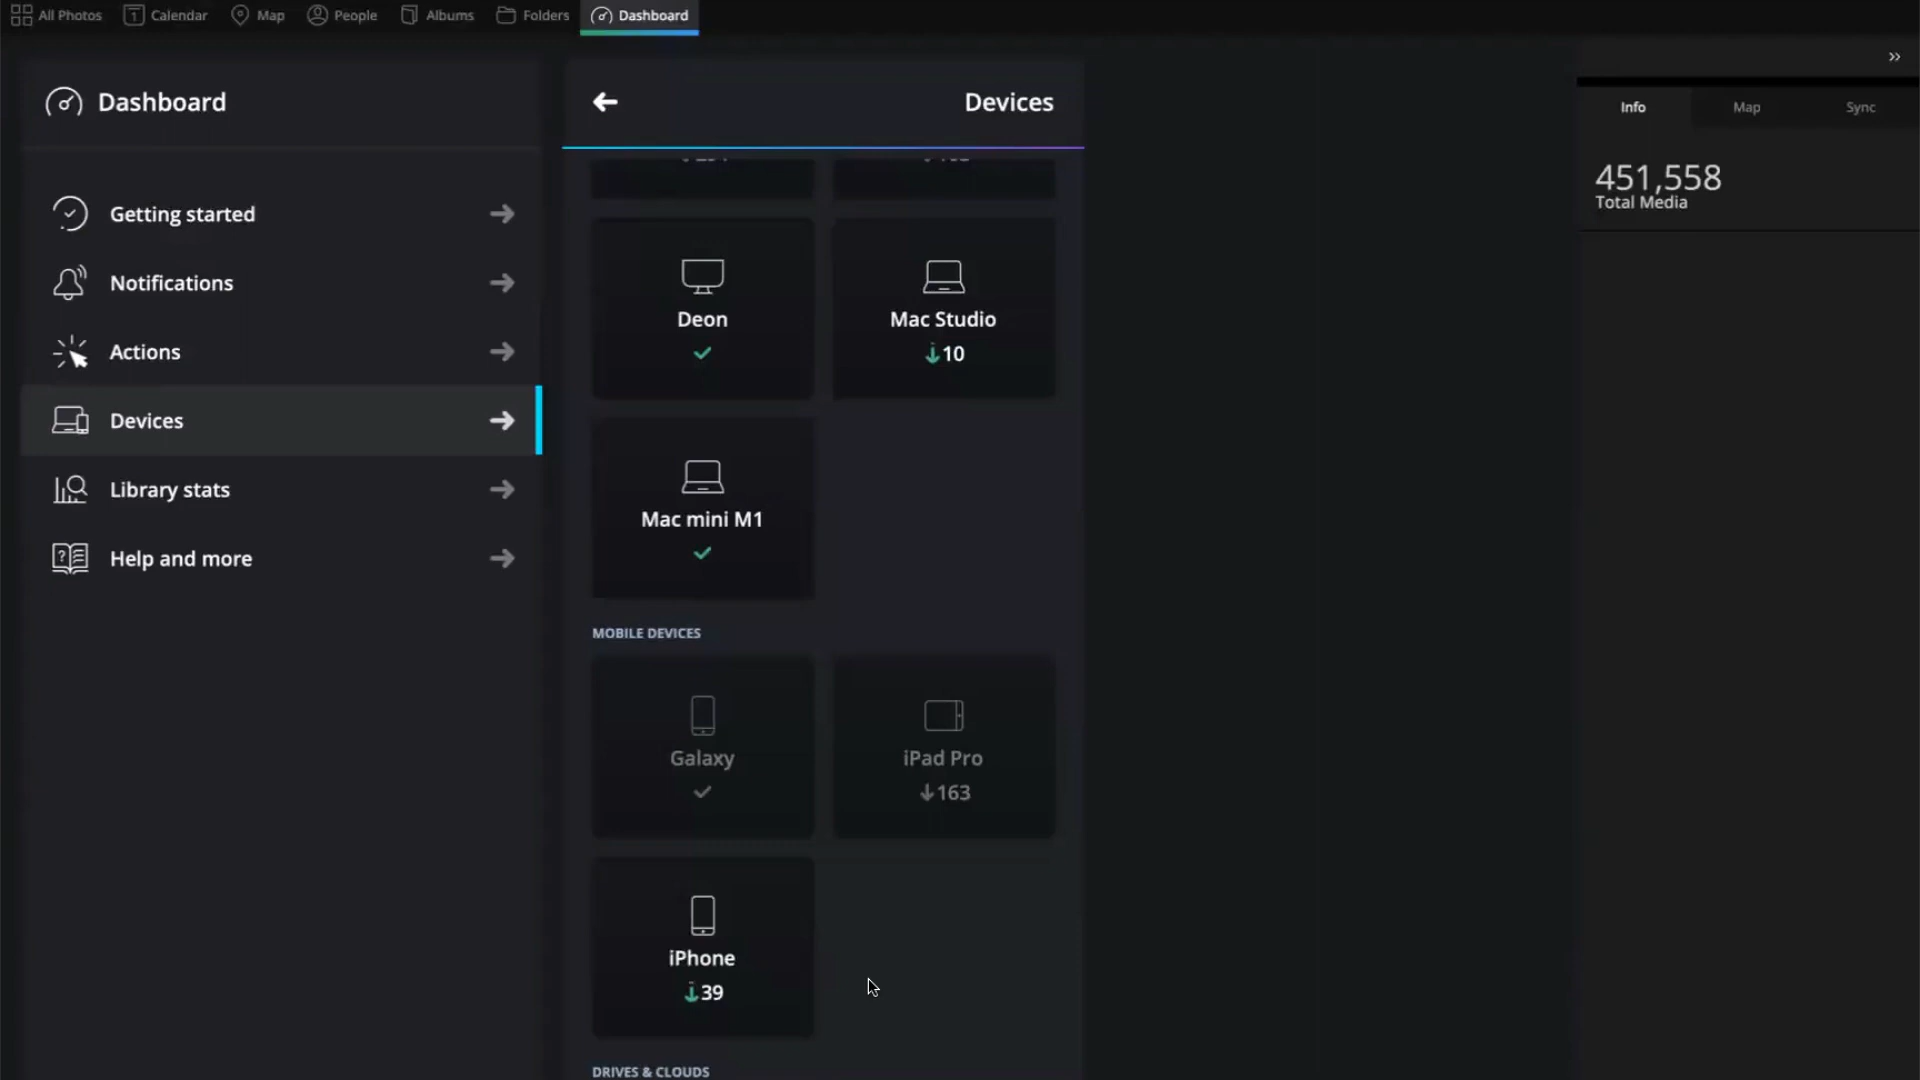 All Photos
Calendar
Map
People
Albums
Folders
Dashboard
Dashboard
Getting started
Notifications
Actions
Devices
Library stats
Help and more
Devices
Deon
Mac Studio
10
Mac mini M1
MOBILE DEVICES
Galaxy
iPad Pro
163
iPhone
39
DRIVES & CLOUDS
Info
Map
Sync
451,558
Total Media